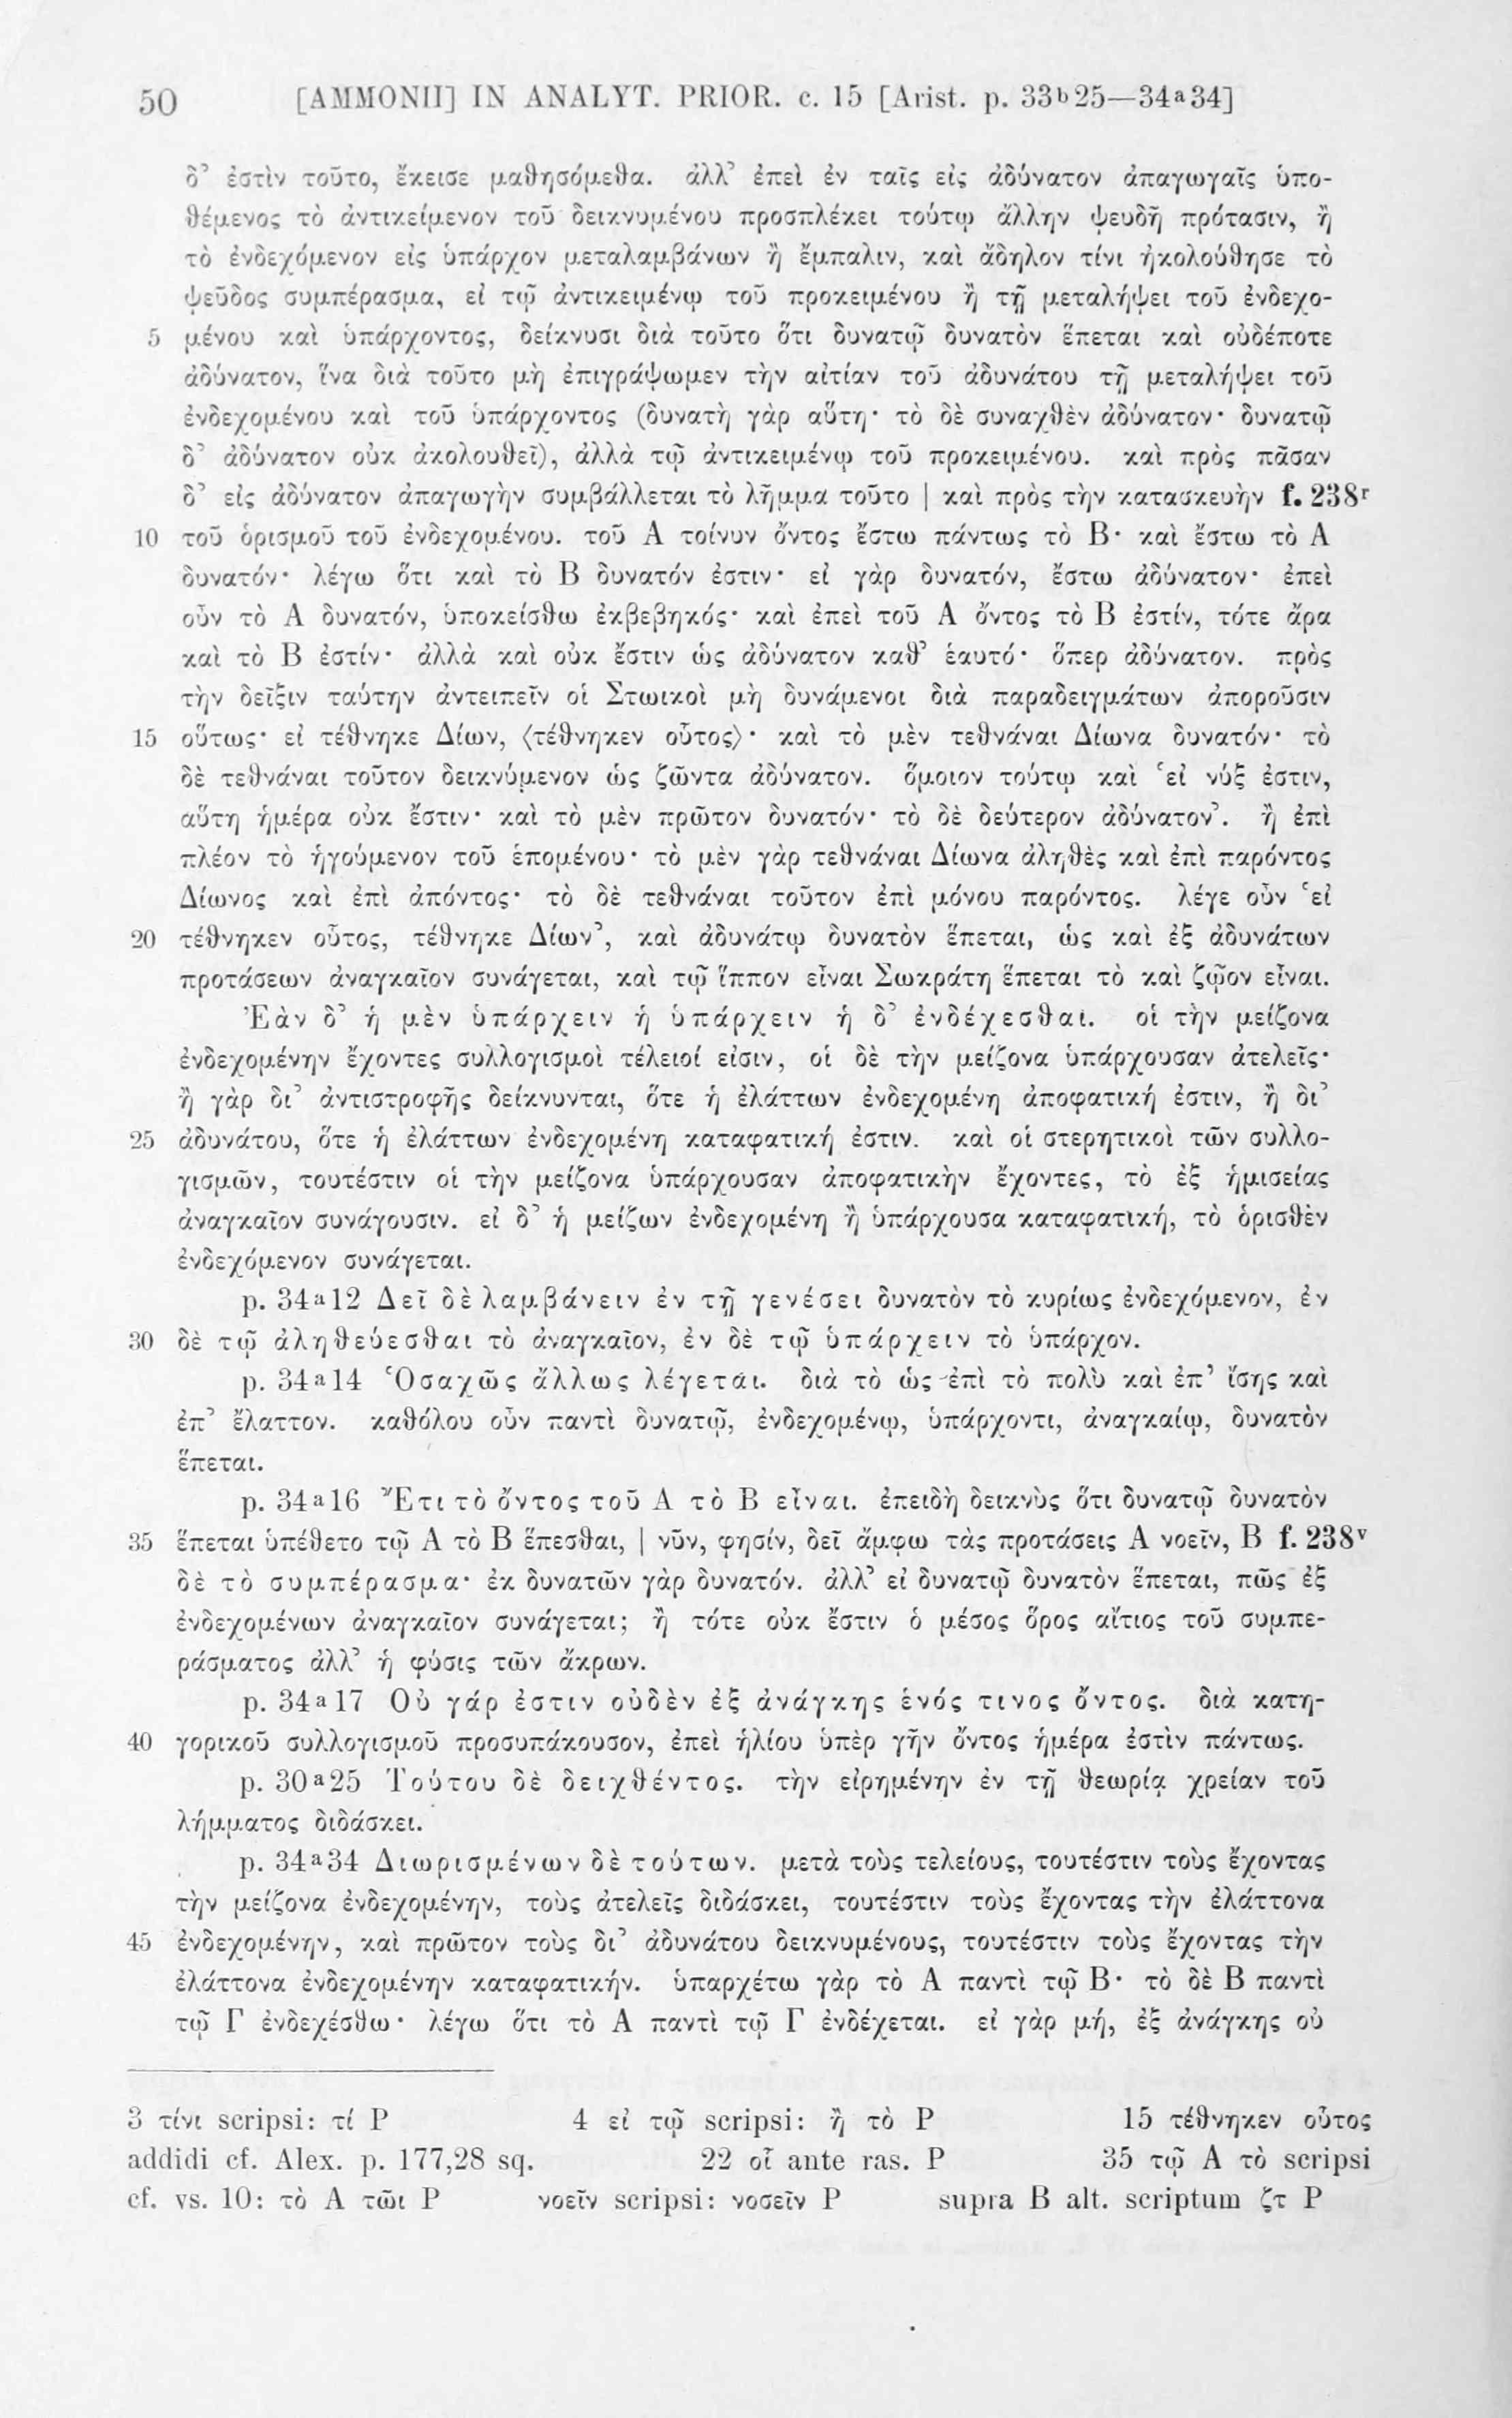 50 [AMMONII] IN ANALYT. PRIOR. c. 15 [Arist. p. 33b25—34a34]
δ’ ἐστὶν τοῦτο, ἔκεισε μαθησόμεθα. ἀλλ’ ἐπεὶ ἐν ταῖς εἰς ἀδύνατον ἀπαγωγαῖς ὑπο-
θέμενος τὸ ἀντικείμενον τοῦ δεικνυμένου προσπλέκει τούτῳ ἄλλην ψευδῆ πρότασιν, ἢ
τὸ ἐνδεχόμενον εἰς ὑπάρχον μεταλαμβάνων ἢ ἔμπαλιν, καὶ ἄδηλον τίνι ἠκολούθησε τὸ
ψεῦδος συμπέρασμα, εἰ τῷ ἀντικειμένῳ τοῦ προκειμένου ἢ τῇ μεταλήψει τοῦ ἐνδεχο-
5 μένου καὶ ὑπάρχοντος, δείκνυσι διὰ τοῦτο ὅτι δυνατῷ δυνατὸν ἕπεται καὶ οὐδέποτε
ἀδύνατον, ἵνα διὰ τοῦτο μὴ ἐπιγράψωμεν τὴν αἰτίαν τοῦ ἀδυνάτου τῇ μεταλήψει τοῦ
ἐνδεχομένου καὶ τοῦ ὑπάρχοντος (δυνατὴ γὰρ αὕτη· τὸ δὲ συναχθὲν ἀδύνατον· δυνατῷ
δ’ ἀδύνατον οὐκ ἀκολουθεῖ), ἀλλὰ τῷ ἀντικειμένῳ τοῦ προκειμένου. καὶ πρὸς πᾶσαν
δ’ εἰς ἀδύνατον ἀπαγωγὴν συμβάλλεται τὸ λῆμμα τοῦτο | καὶ πρὸς τὴν κατασκευὴν f. 238r
10 τοῦ ὁρισμοῦ τοῦ ἐνδεχομένου. τοῦ Α τοίνυν ὄντος ἔστω πάντως τὸ Β· καὶ ἔστω τὸ Α
δυνατόν· λέγω ὅτι καὶ τὸ Β δυνατόν ἐστιν· εἰ γὰρ δυνατόν, ἔστω ἀδύνατον· ἐπεὶ
οὖν τὸ Α δυνατόν, ὑποκείσθω ἐκβεβηκός· καὶ ἐπεὶ τοῦ Α ὄντος τὸ Β ἐστίν, τότε ἄρα
καὶ τὸ Β ἐστίν· ἀλλὰ καὶ οὐκ ἔστιν ὡς ἀδύνατον καθ’ ἑαυτό· ὅπερ ἀδύνατον. πρὸς
τὴν δεῖξιν ταύτην ἀντειπεῖν οἱ Στωικοὶ μὴ δυνάμενοι διὰ παραδειγμάτων ἀποροῦσιν
15 οὕτως· εἰ τέθνηκε Δίων, ⟨τέθνηκεν οὗτος⟩· καὶ τὸ μὲν τεθνάναι Δίωνα δυνατόν· τὸ
δὲ τεθνάναι τοῦτον δεικνύμενον ὡς ζῶντα ἀδύνατον. ὅμοιον τούτῳ καὶ ‘εἰ νύξ ἐστιν,
αὕτη ἡμέρα οὐκ ἔστιν· καὶ τὸ μὲν πρῶτον δυνατόν· τὸ δὲ δεύτερον ἀδύνατον’. ἢ ἐπὶ
πλέον τὸ ἡγούμενον τοῦ ἑπομένου· τὸ μὲν γὰρ τεθνάναι Δίωνα ἀληθὲς καὶ ἐπὶ παρόντος
Δίωνος καὶ ἐπὶ ἀπόντος· τὸ δὲ τεθνάναι τοῦτον ἐπὶ μόνου παρόντος. λέγε οὖν ‘εἰ
20 τέθνηκεν οὗτος, τέθνηκε Δίων’, καὶ ἀδυνάτῳ δυνατὸν ἕπεται, ὡς καὶ ἐξ ἀδυνάτων
προτάσεων ἀναγκαῖον συνάγεται, καὶ τῷ ἵππον εἶναι Σωκράτη ἕπεται τὸ καὶ ζῷον εἶναι.
Ἐὰν δ’ ἡ μὲν ὑπάρχειν ἡ ὑπάρχειν ἡ δ’ ἐνδέχεσθαι. οἱ τὴν μείζονα
ἐνδεχομένην ἔχοντες συλλογισμοὶ τέλειοί εἰσιν, οἱ δὲ τὴν μείζονα ὑπάρχουσαν ἀτελεῖς·
ἢ γὰρ δι’ ἀντιστροφῆς δείκνυνται, ὅτε ἡ ἐλάττων ἐνδεχομένη ἀποφατική ἐστιν, ἢ δι’
25 ἀδυνάτου, ὅτε ἡ ἐλάττων ἐνδεχομένη καταφατική ἐστιν. καὶ οἱ στερητικοὶ τῶν συλλο-
γισμῶν, τουτέστιν οἱ τὴν μείζονα ὑπάρχουσαν ἀποφατικὴν ἔχοντες, τὸ ἐξ ἡμισείας
ἀναγκαῖον συνάγουσιν. εἰ δ’ ἡ μείζων ἐνδεχομένη ἢ ὑπάρχουσα καταφατική, τὸ ὁρισθὲν
ἐνδεχόμενον συνάγεται.
p. 34a12 Δεῖ δὲ λαμβάνειν ἐν τῇ γενέσει δυνατὸν τὸ κυρίως ἐνδεχόμενον, ἐν
30 δὲ τῷ ἀληθεύεσθαι τὸ ἀναγκαῖον, ἐν δὲ τῷ ὑπάρχειν τὸ ὑπάρχον.
p. 34a14 Ὁσαχῶς ἄλλως λέγεται. διὰ τὸ ὡς ἐπὶ τὸ πολὺ καὶ ἐπ’ ἴσης καὶ
ἐπ’ ἔλαττον. καθόλου οὖν παντὶ δυνατῷ, ἐνδεχομένῳ, ὑπάρχοντι, ἀναγκαίῳ, δυνατὸν
ἕπεται.
p. 34a16 Ἔτι τὸ ὄντος τοῦ Α τὸ Β εἶναι. ἐπειδὴ δεικνὺς ὅτι δυνατῷ δυνατὸν
35 ἕπεται ὑπέθετο τῷ Α τὸ Β ἕπεσθαι, | νῦν, φησίν, δεῖ ἄμφω τὰς προτάσεις Α νοεῖν, Β f. 238v
δὲ τὸ συμπέρασμα· ἐκ δυνατῶν γὰρ δυνατόν. ἀλλ’ εἰ δυνατῷ δυνατὸν ἕπεται, πῶς ἐξ
ἐνδεχομένων ἀναγκαῖον συνάγεται; ἢ τότε οὐκ ἔστιν ὁ μέσος ὅρος αἴτιος τοῦ συμπε-
ράσματος ἀλλ’ ἡ φύσις τῶν ἄκρων.
p. 34a17 Οὐ γάρ ἐστιν οὐδὲν ἐξ ἀνάγκης ἑνός τινος ὄντος. διὰ κατη-
40 γορικοῦ συλλογισμοῦ προσυπάκουσον, ἐπεὶ ἡλίου ὑπὲρ γῆν ὄντος ἡμέρα ἐστὶν πάντως.
p. 30a25 Τούτου δὲ δειχθέντος. τὴν εἰρημένην ἐν τῇ θεωρίᾳ χρείαν τοῦ
λήμματος διδάσκει.
p. 34a34 Διωρισμένων δὲ τούτων. μετὰ τοὺς τελείους, τουτέστιν τοὺς ἔχοντας
τὴν μείζονα ἐνδεχομένην, τοὺς ἀτελεῖς διδάσκει, τουτέστιν τοὺς ἔχοντας τὴν ἐλάττονα
45 ἐνδεχομένην, καὶ πρῶτον τοὺς δι’ ἀδυνάτου δεικνυμένους, τουτέστιν τοὺς ἔχοντας τὴν
ἐλάττονα ἐνδεχομένην καταφατικήν. ὑπαρχέτω γὰρ τὸ Α παντὶ τῷ Β· τὸ δὲ Β παντὶ
τῷ Γ ἐνδεχέσθω· λέγω ὅτι τὸ Α παντὶ τῷ Γ ἐνδέχεται. εἰ γὰρ μή, ἐξ ἀνάγκης οὐ
3 τίνι scripsi: τί P 4 εἰ τῷ scripsi: ἢ τὸ P 15 τέθνηκεν οὗτος
addidi cf. Alex. p. 177,28 sq. 22 οἷ ante ras. P 35 τῷ Α τὸ scripsi
cf. vs. 10: τὸ Α τῶι P νοεῖν scripsi: νοσεῖν P supra B alt. scriptum ζτ P